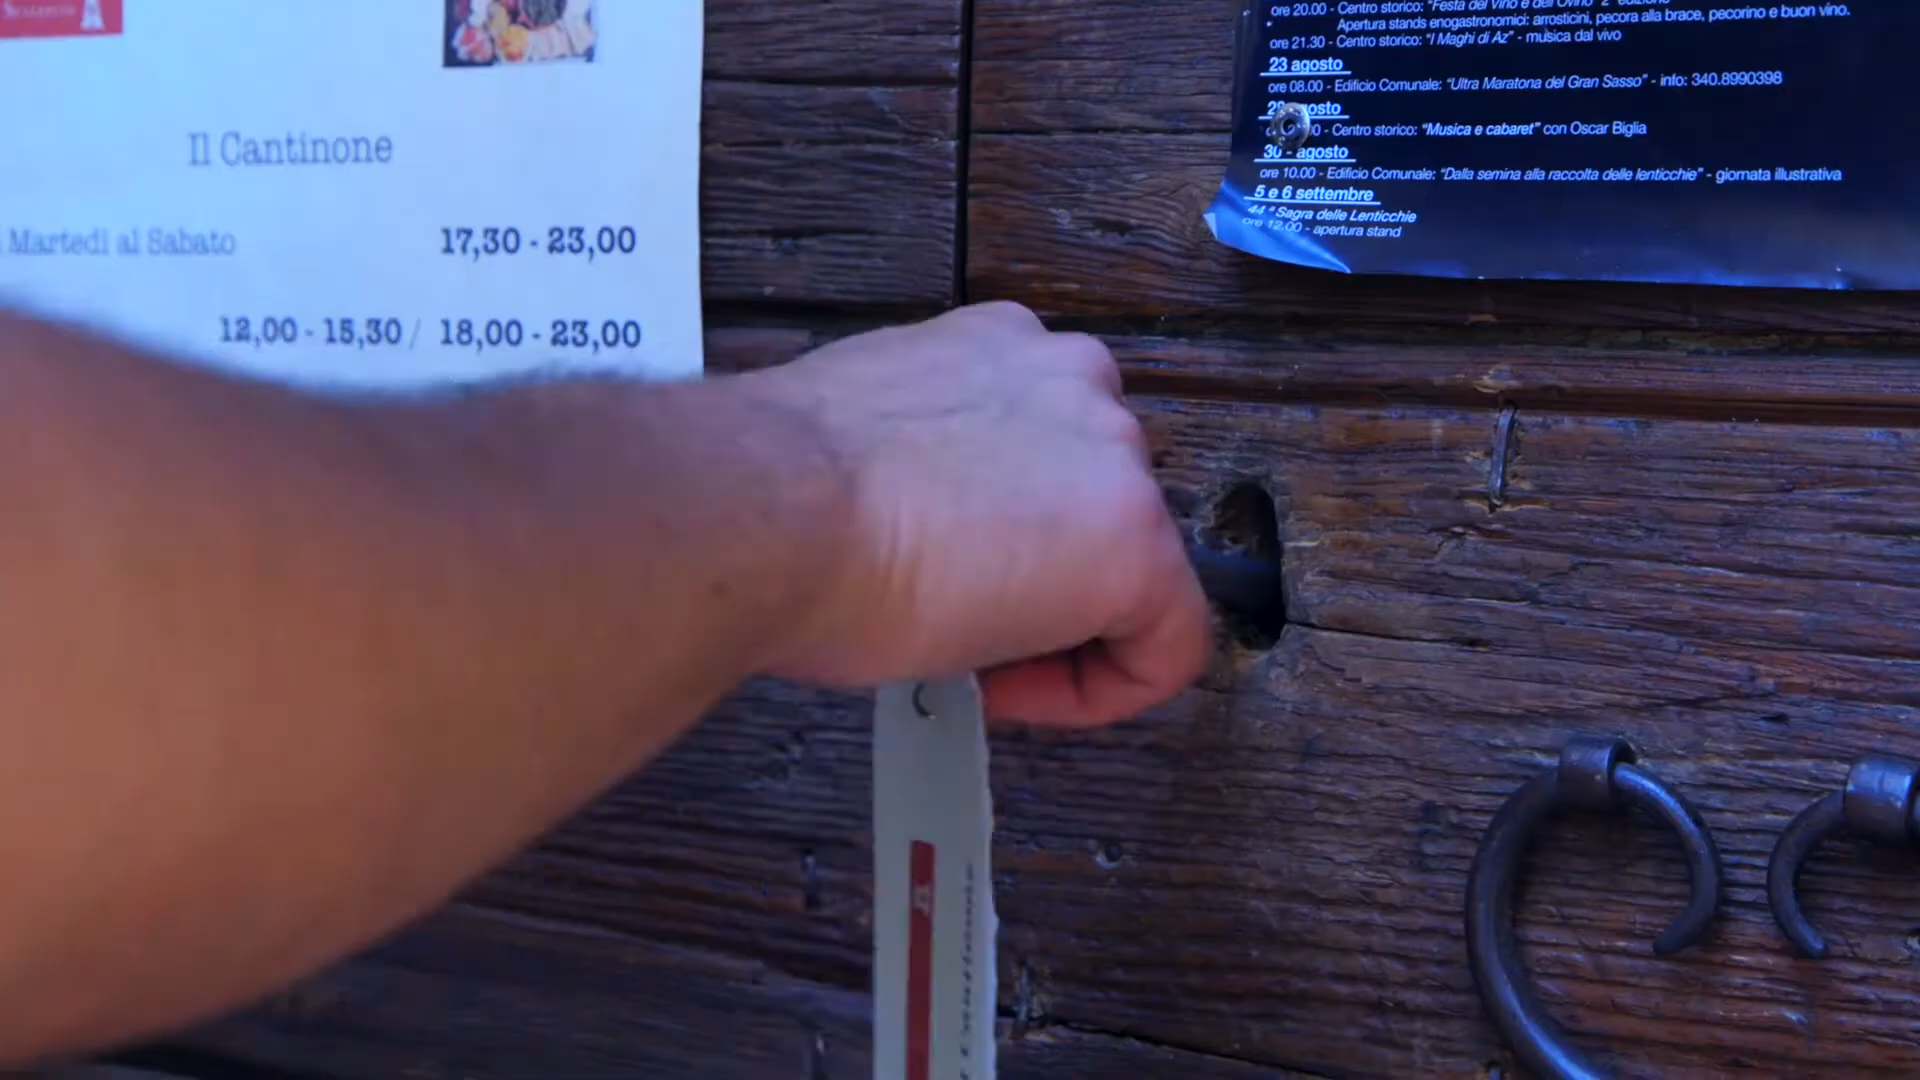 Il Cantinone
Martedi al Sabato 17,30 - 23,00
12,00 - 15,30 / 18,00 - 23,00
ore 20.00 - Centro storico: "Festa del Vino e dell'Ovino" 2ª edizione
Apertura stands enogastronomici: arrosticini, pecora alla brace, pecorino e buon vino.
ore 21.30 - Centro storico: "I Maghi di Az" - musica dal vivo
23 agosto
ore 08.00 - Edificio Comunale: "Ultra Maratona del Gran Sasso" - info: 340.8990398
29 agosto
- Centro storico: "Musica e cabaret" con Oscar Biglia
30 - agosto
ore 10.00 - Edificio Comunale: "Dalla semina alla raccolta delle lenticchie" - giornata illustrativa
5 e 6 settembre
44ª Sagra delle Lenticchie
ore 12.00 - apertura stand